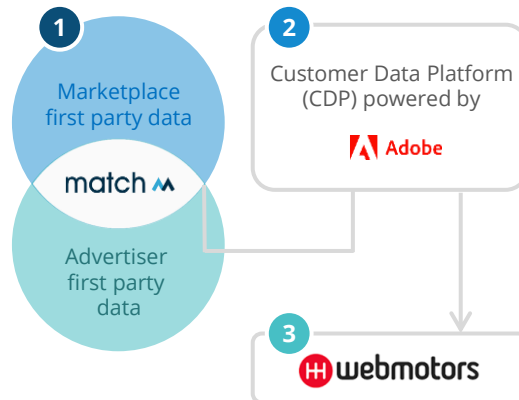 1
Marketplace
first party data
match
Advertiser
first party
data
2
Customer Data Platform
(CDP) powered by
Adobe
3
webmotors